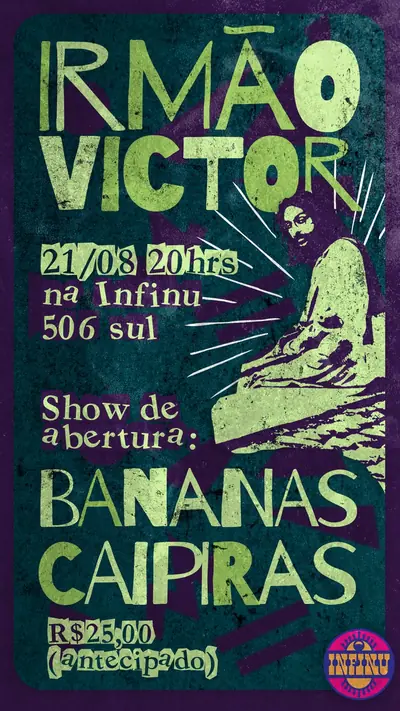 IRMÃO
VICTOR
21/08 20hrs
na Infinu
506 sul
Show de
abertura:
BANANAS
CAIPIRAS
R$25,00
(antecipado)
INFINU